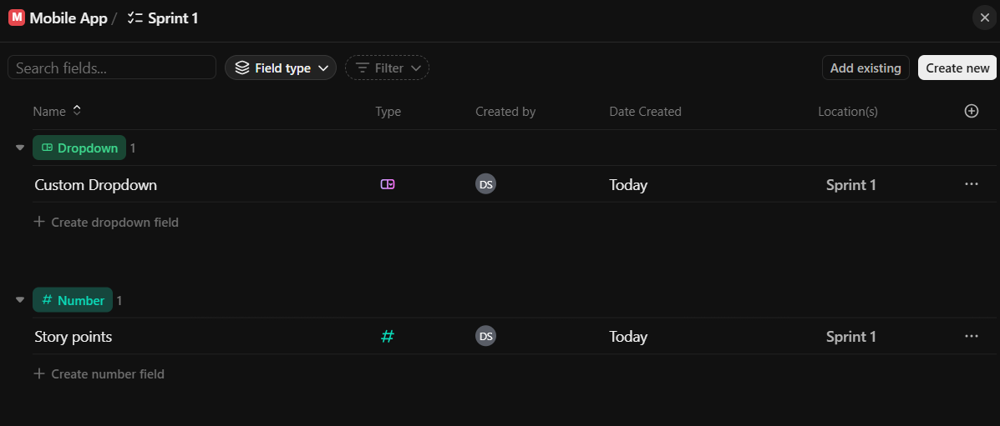 M Mobile App / Sprint 1
Search fields... Field type Filter Add existing Create new
Name Type Created by Date Created Location(s)
Dropdown 1
Custom Dropdown DS Today Sprint 1 ...
+ Create dropdown field
# Number 1
Story points # DS Today Sprint 1 ...
+ Create number field